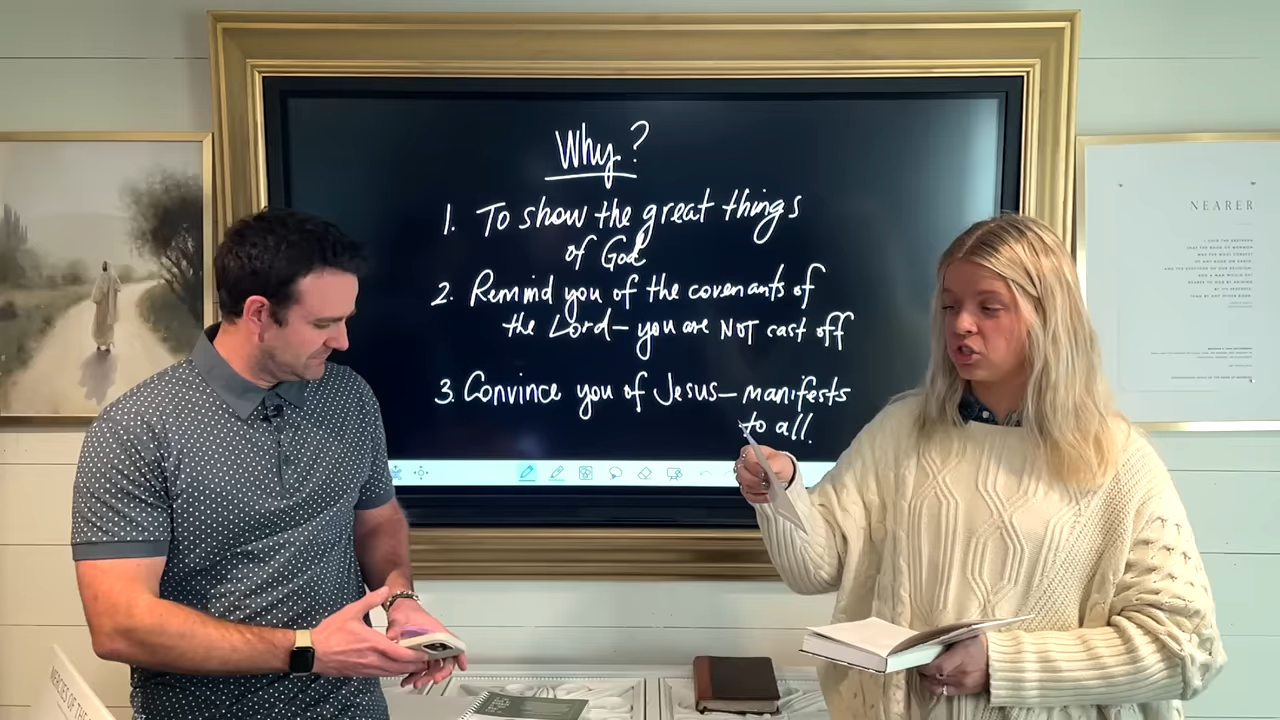 Why?
1. To show the great things
of God
2. Remind you of the covenants of
the Lord – you are NOT cast off
3. Convince you of Jesus – manifests
to all.
NEARER